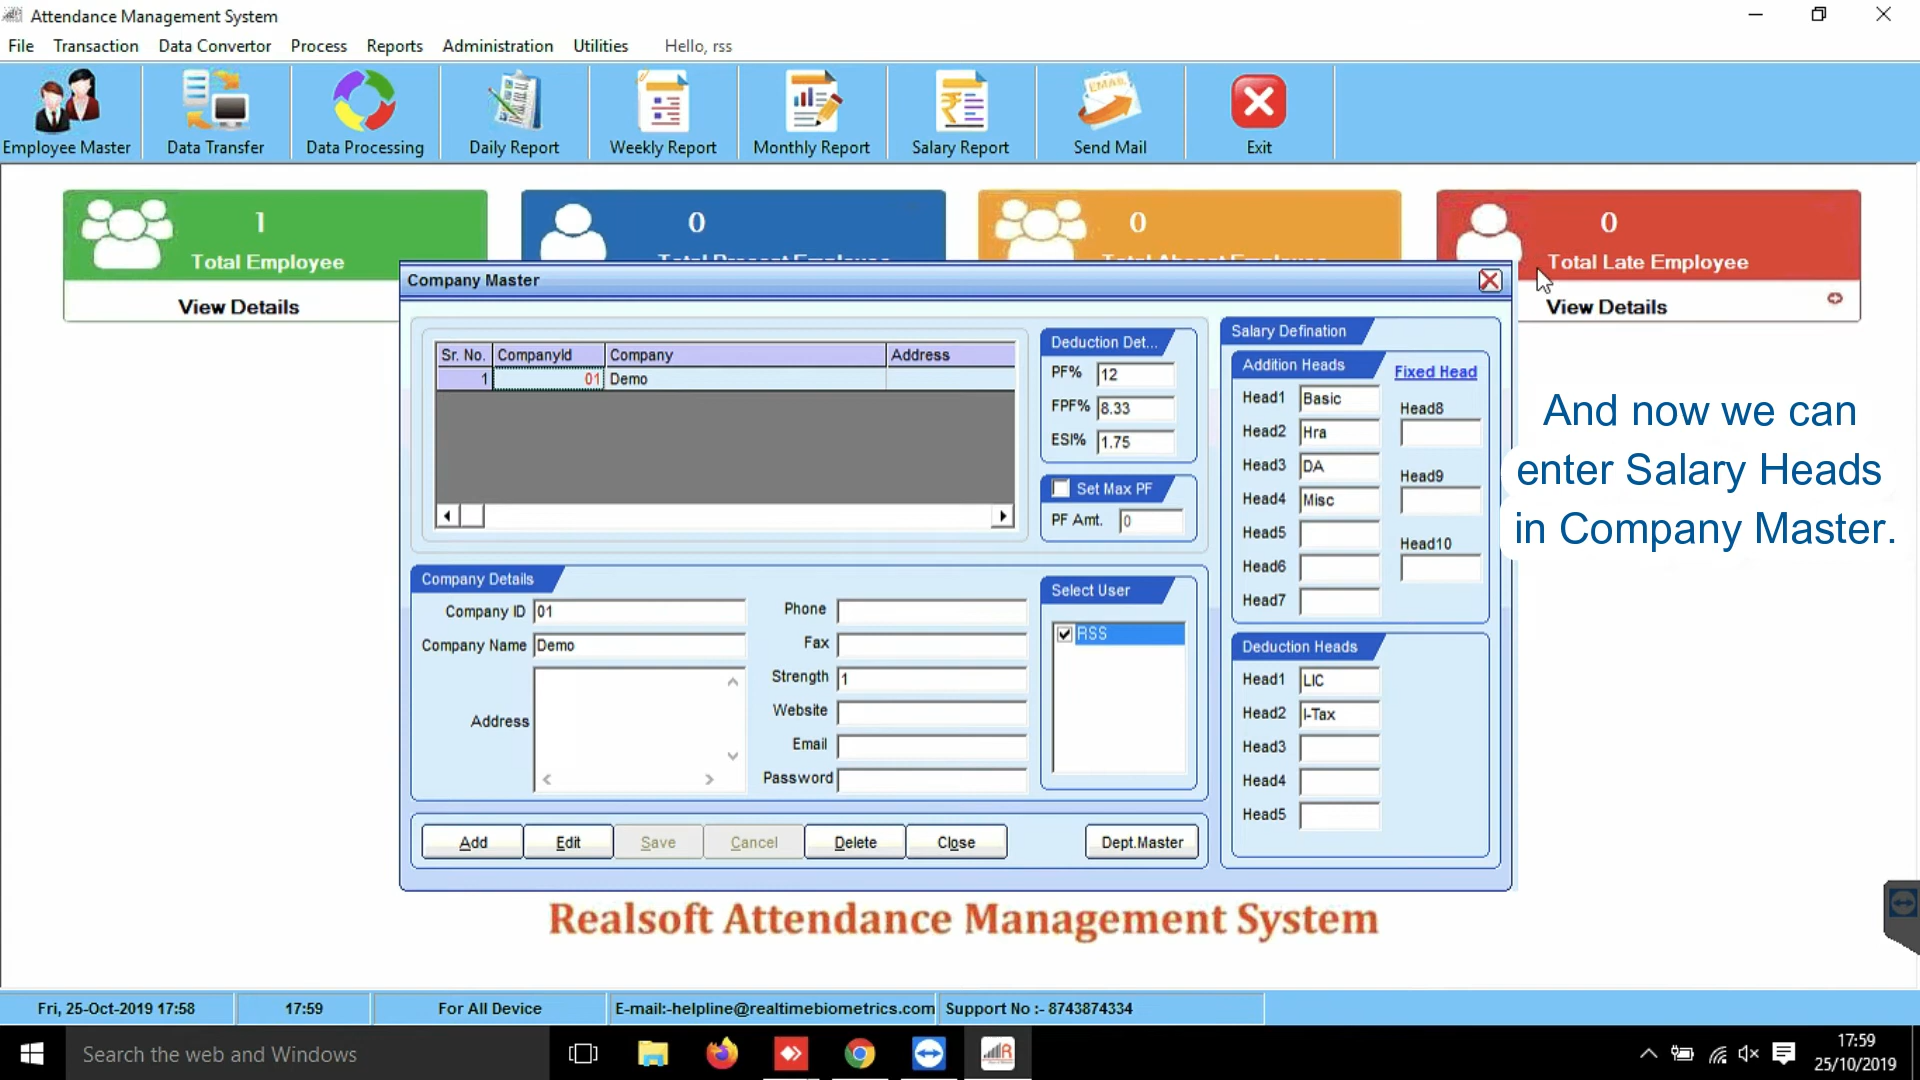 Attendance Management System
File Transaction Data Convertor Process Reports Administration Utilities Hello, rss
Employee Master Data Transfer Data Processing Daily Report Weekly Report Monthly Report Salary Report Send Mail Exit
EMAIL
1
Total Employee
View Details
0
Total Present Employee
0
Total Absent Employee
0
Total Late Employee
View Details
Company Master
Sr. No. CompanyId Company Address
1 01 Demo
Deduction Det...
PF% 12
FPF% 8.33
ESI% 1.75
Set Max PF
PF Amt. 0
Company Details
Company ID 01
Company Name Demo
Address
Phone
Fax
Strength 1
Website
Email
Password
Select User
RSS
Add Edit Save Cancel Delete Close Dept.Master
Salary Defination
Addition Heads
Fixed Head
Head1 Basic
Head2 Hra
Head3 DA
Head4 Misc
Head5
Head6
Head7
Head8
Head9
Head10
Deduction Heads
Head1 LIC
Head2 I-Tax
Head3
Head4
Head5
And now we can
enter Salary Heads
in Company Master.
Realsoft Attendance Management System
Fri, 25-Oct-2019 17:58 17:59 For All Device E-mail:-helpline@realtimebiometrics.com Support No :- 8743874334
Search the web and Windows
17:59
25/10/2019